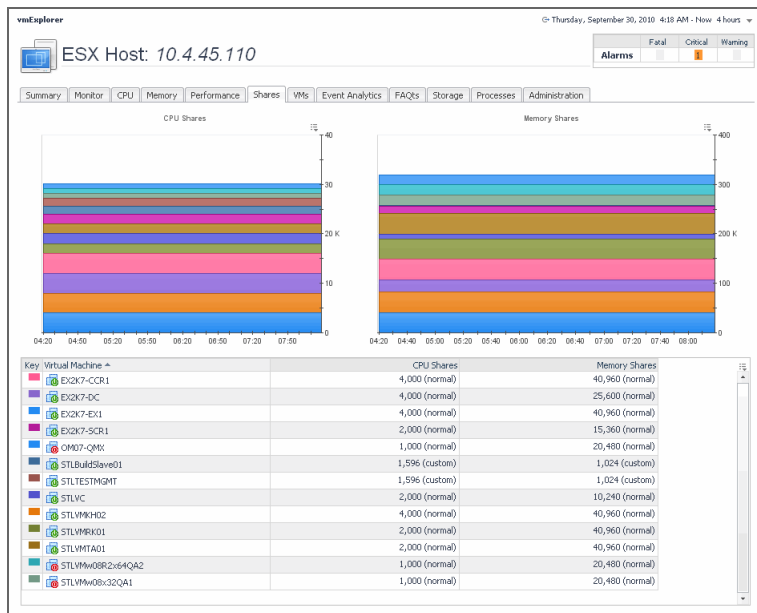 vmExplorer
Thursday, September 30, 2010 4:18 AM - Now 4 hours
ESX Host: 10.4.45.110
Fatal Critical Warning
Alarms 1
Summary Monitor CPU Memory Performance Shares VMs Event Analytics FAQts Storage Processes Administration
CPU Shares
40
30
20 K
10
0
04:20 04:50 05:20 05:50 06:20 06:50 07:20 07:50
Memory Shares
400
300
200 K
100
0
04:20 04:40 05:00 05:20 05:40 06:00 06:20 06:40 07:00 07:20 07:40 08:00
Key Virtual Machine CPU Shares Memory Shares
EX2K7-CCR1 4,000 (normal) 40,960 (normal)
EX2K7-DC 4,000 (normal) 25,600 (normal)
EX2K7-EX1 4,000 (normal) 40,960 (normal)
EX2K7-SCR1 2,000 (normal) 15,360 (normal)
OM07-QMX 1,000 (normal) 20,480 (normal)
STLBuildSlave01 1,596 (custom) 1,024 (custom)
STLTESTMGMT 1,596 (custom) 1,024 (custom)
STLVC 2,000 (normal) 10,240 (normal)
STLVMKH02 4,000 (normal) 40,960 (normal)
STLVMRK01 2,000 (normal) 40,960 (normal)
STLVMTA01 2,000 (normal) 40,960 (normal)
STLVMw08R2x64QA2 1,000 (normal) 20,480 (normal)
STLVMw08x32QA1 1,000 (normal) 20,480 (normal)